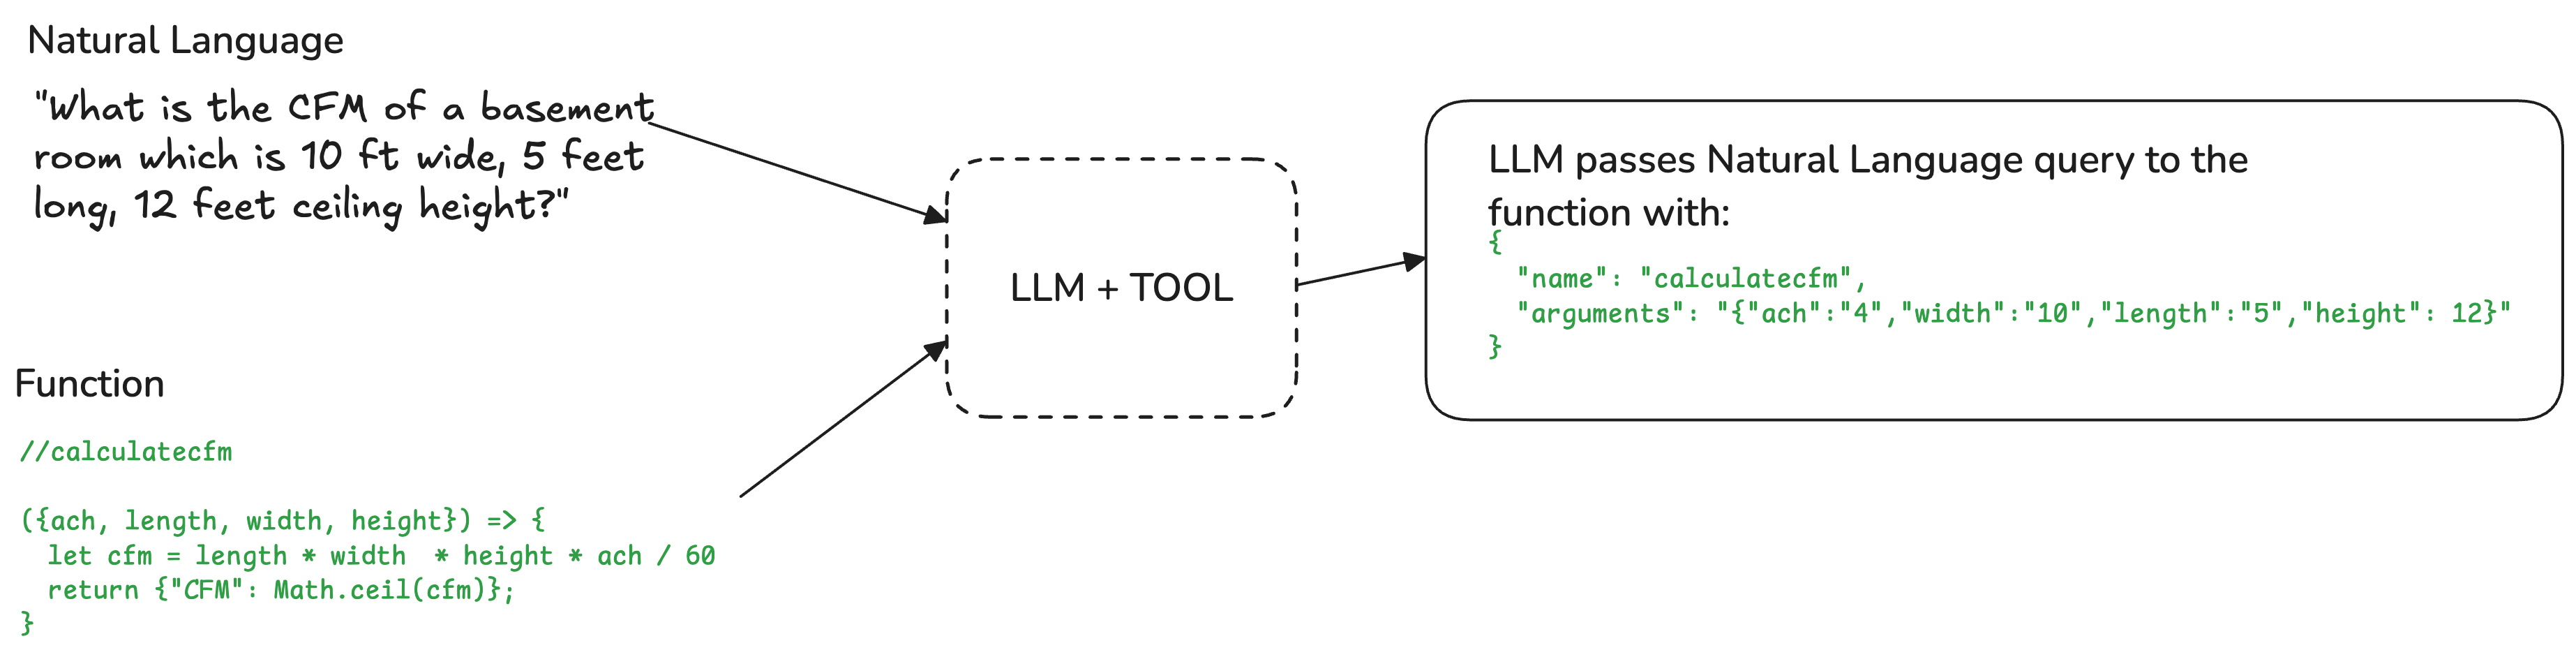 Natural Language
"What is the CFM of a basement
room which is 10 ft wide, 5 feet
long, 12 feet ceiling height?"
Function
//calculatecfm
({ach, length, width, height}) => {
  let cfm = length * width  * height * ach / 60
  return {"CFM": Math.ceil(cfm)};
}
LLM + TOOL
LLM passes Natural Language query to the
function with:
{
  "name": "calculatecfm",
  "arguments": "{"ach":"4","width":"10","length":"5","height": 12}"
}